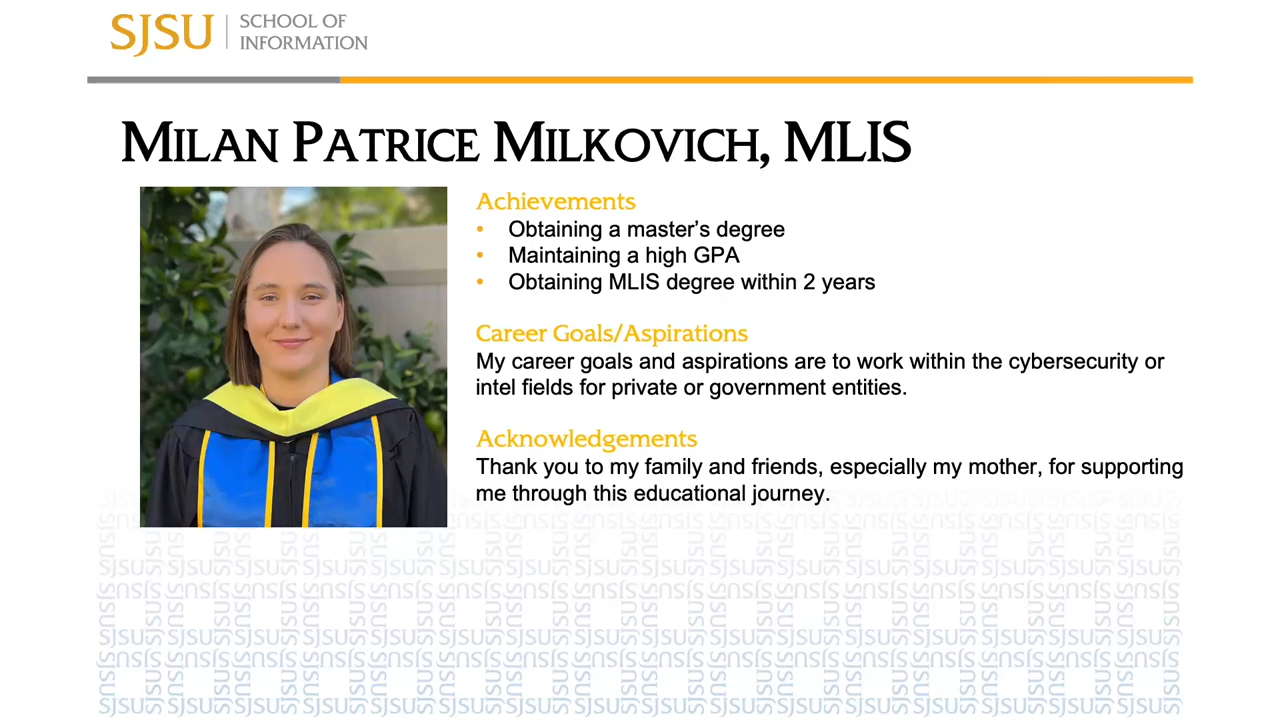 SJSU
SCHOOL OF
INFORMATION
MILAN PATRICE MILKOVICH, MLIS
Achievements
• Obtaining a master's degree
• Maintaining a high GPA
• Obtaining MLIS degree within 2 years
Career Goals/Aspirations
My career goals and aspirations are to work within the cybersecurity or
intel fields for private or government entities.
Acknowledgements
Thank you to my family and friends, especially my mother, for supporting
me through this educational journey.